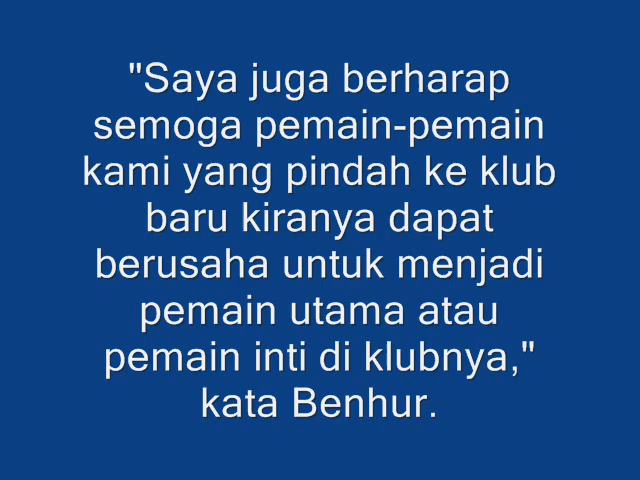 "Saya juga berharap
semoga pemain-pemain
kami yang pindah ke klub
baru kiranya dapat
berusaha untuk menjadi
pemain utama atau
pemain inti di klubnya,"
kata Benhur.